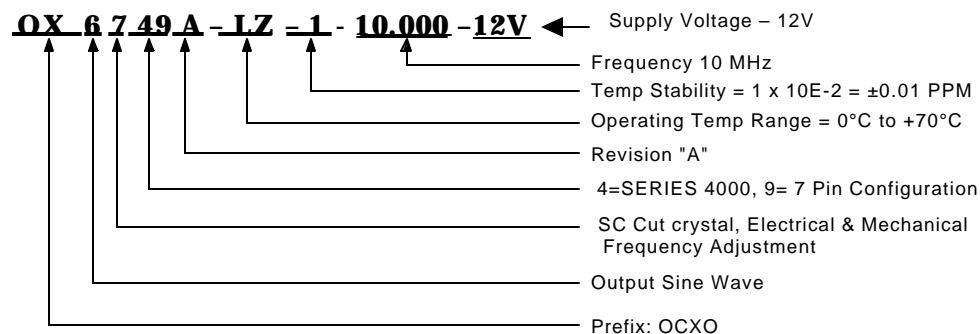 OX 6 7 49 A – LZ – 1 - 10.000 –12V
Supply Voltage – 12V
Frequency 10 MHz
Temp Stability = 1 x 10E-2 = ±0.01 PPM
Operating Temp Range = 0°C to +70°C
Revision "A"
4=SERIES 4000, 9= 7 Pin Configuration
SC Cut crystal, Electrical & Mechanical
Frequency Adjustment
Output Sine Wave
Prefix: OCXO